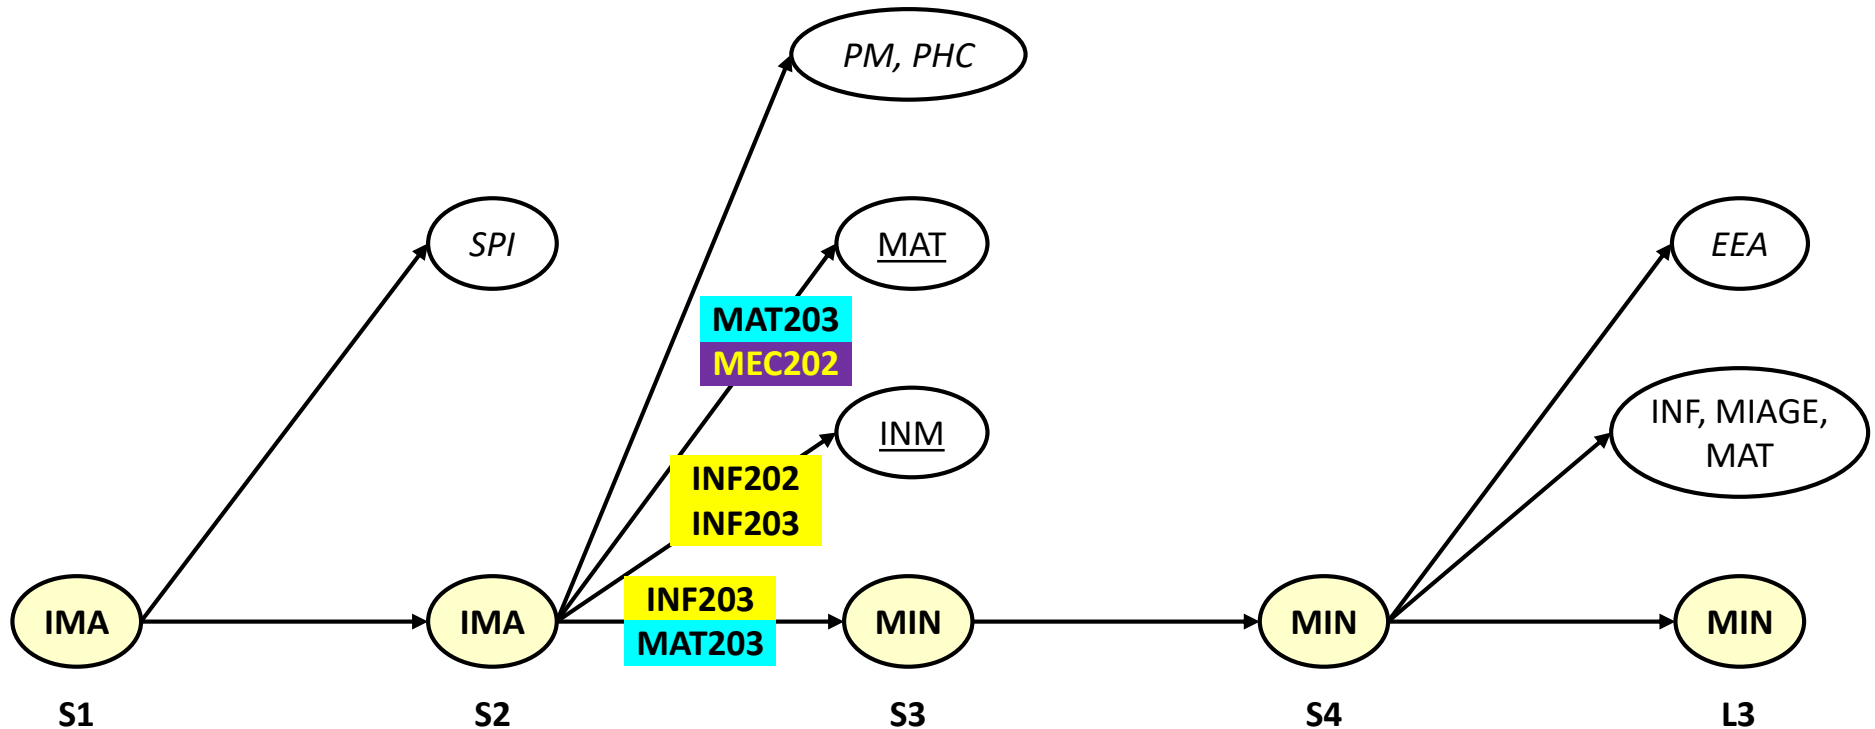 PM, PHC
SPI
MAT
EEA
MAT203
MEC202
INM
INF, MIAGE,
MAT
INF202
INF203
IMA
IMA
INF203
MAT203
MIN
MIN
MIN
S1
S2
S3
S4
L3